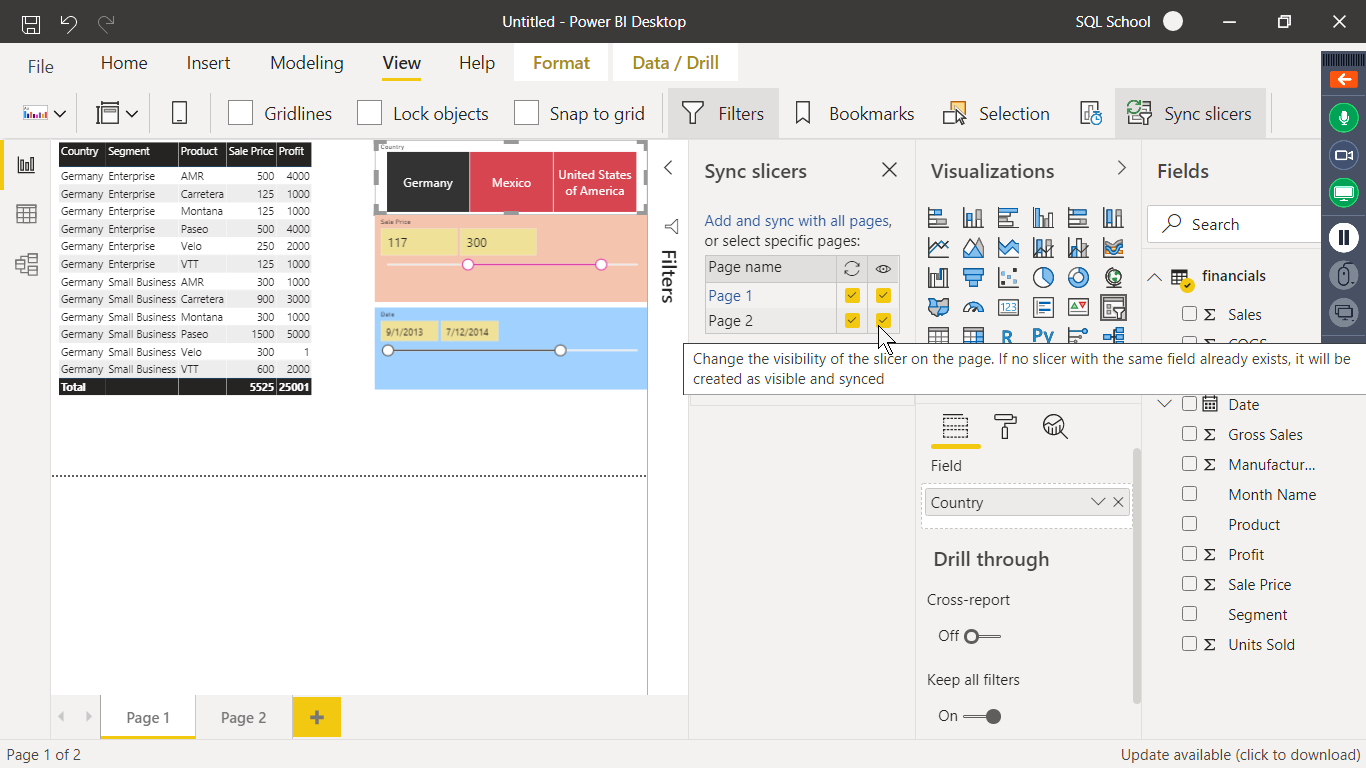 Untitled - Power BI Desktop
SQL School
File
Home
Insert
Modeling
View
Help
Format
Data / Drill
Gridlines
Lock objects
Snap to grid
Filters
Bookmarks
Selection
Sync slicers
Country Segment Product Sale Price Profit
Germany Enterprise AMR 500 4000
Germany Enterprise Carretera 125 1000
Germany Enterprise Montana 125 1000
Germany Enterprise Paseo 500 4000
Germany Enterprise Velo 250 2000
Germany Enterprise VTT 125 1000
Germany Small Business AMR 300 1000
Germany Small Business Carretera 900 3000
Germany Small Business Montana 300 1000
Germany Small Business Paseo 1500 5000
Germany Small Business Velo 300 1
Germany Small Business VTT 600 2000
Total 5525 25001
Country
Germany
Mexico
United States
of America
Sale Price
117 300
Date
9/1/2013 7/12/2014
Filters
Sync slicers
Add and sync with all pages,
or select specific pages:
Page name
Page 1
Page 2
Change the visibility of the slicer on the page. If no slicer with the same field already exists, it will be
created as visible and synced
Visualizations
123
R Py
Field
Country
Drill through
Cross-report
Off
Keep all filters
On
Fields
Search
financials
Sales
Date
Gross Sales
Manufactur...
Month Name
Product
Profit
Sale Price
Segment
Units Sold
Page 1
Page 2
Page 1 of 2
Update available (click to download)